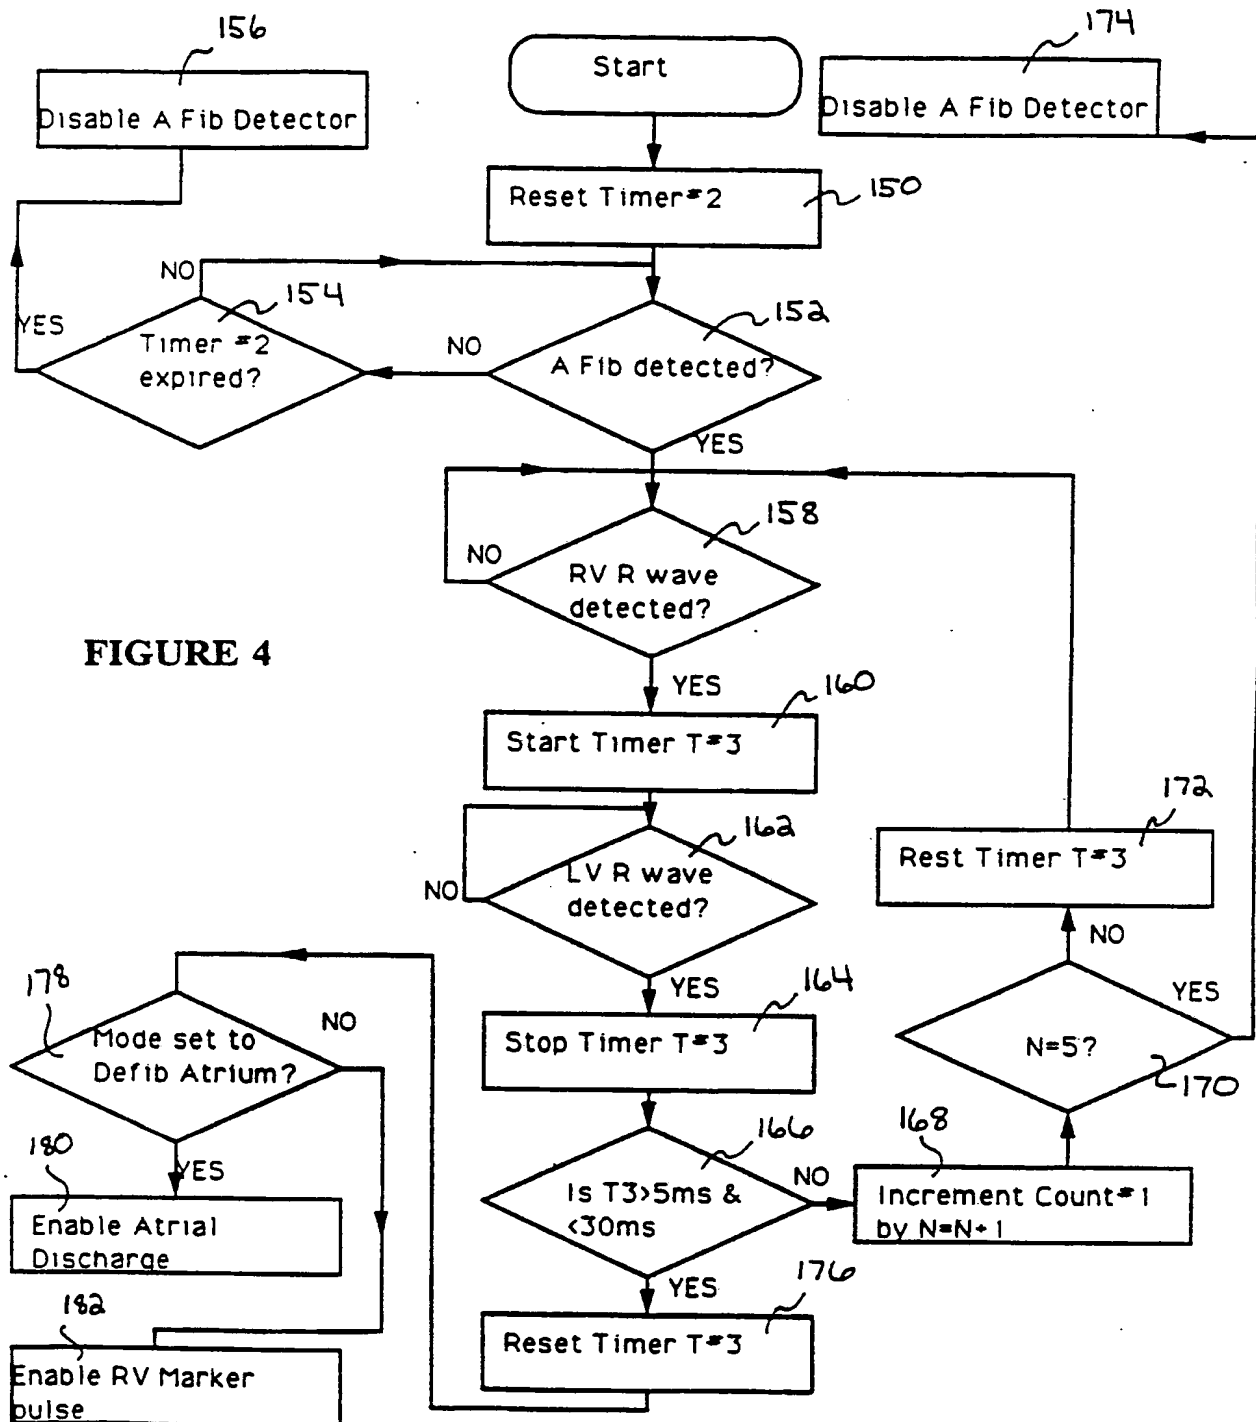 156
Disable A Fib Detector
Start
174
Disable A Fib Detector
Reset Timer #2
150
NO
154
YES
Timer #2
expired?
NO
152
A Fib detected?
YES
158
NO
RV R wave
detected?
FIGURE 4
YES
160
Start Timer T#3
162
NO
LV R wave
detected?
172
Rest Timer T#3
NO
YES
164
Stop Timer T#3
YES
N=5?
170
178
NO
Mode set to
Defib Atrium?
166
NO
168
Is T3>5ms &
<30ms
Increment Count #1
by N=N+1
180
YES
Enable Atrial
Discharge
YES
176
Reset Timer T#3
182
Enable RV Marker
pulse